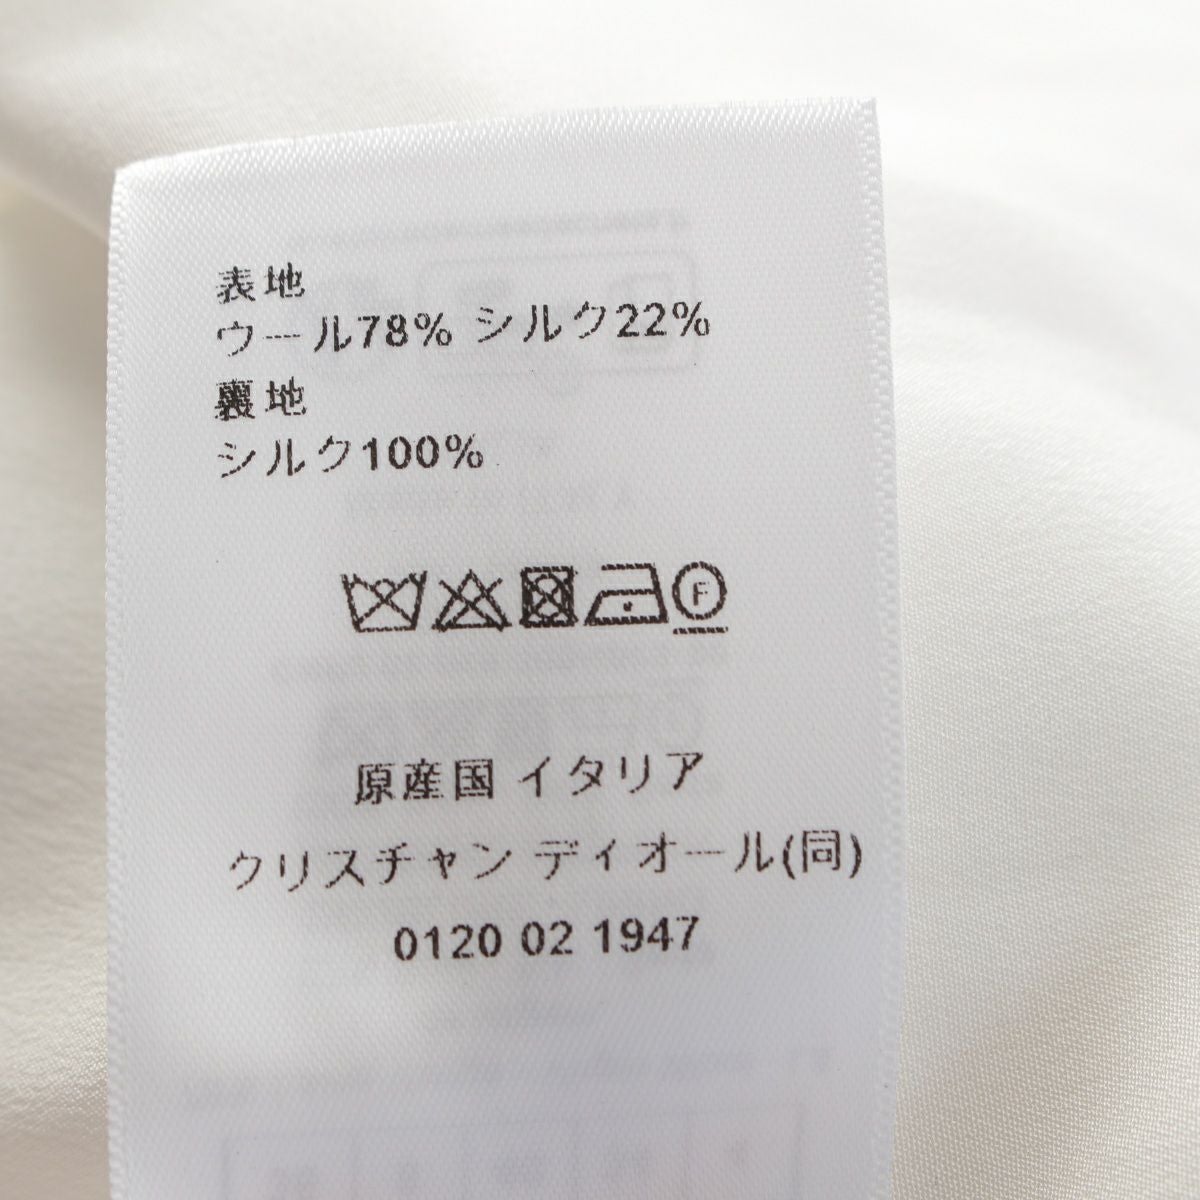 表地
ウール78% シルク22%
裏地
シルク100%
F
原産国 イタリア
クリスチャン ディオール(同)
0120 02 1947